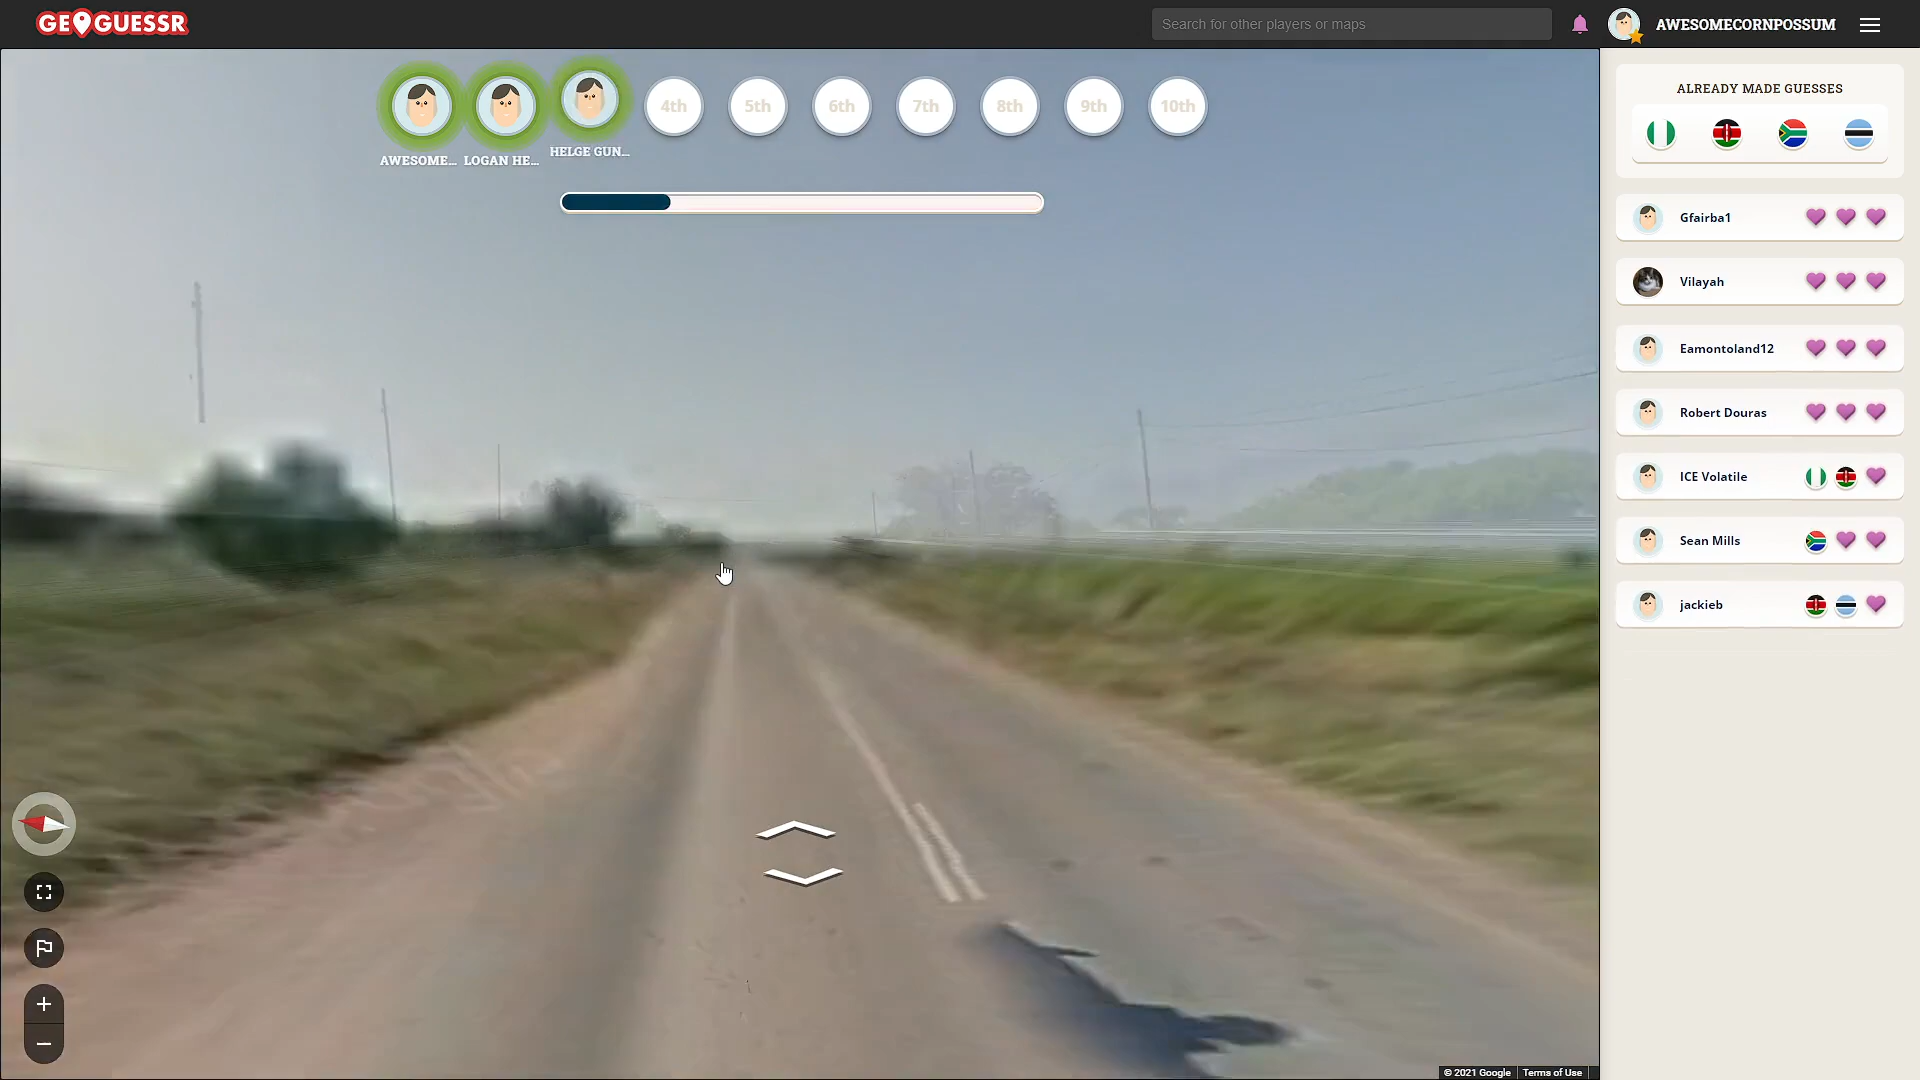 GEOGUESSR
Search for other players or maps
AWESOMECORNPOSSUM
4th
5th
6th
7th
8th
9th
10th
AWESOME...
LOGAN HE...
HELGE GUN...
ALREADY MADE GUESSES
Gfairba1
Vilayah
Eamontoland12
Robert Douras
ICE Volatile
Sean Mills
jackieb
© 2021 Google
Terms of Use